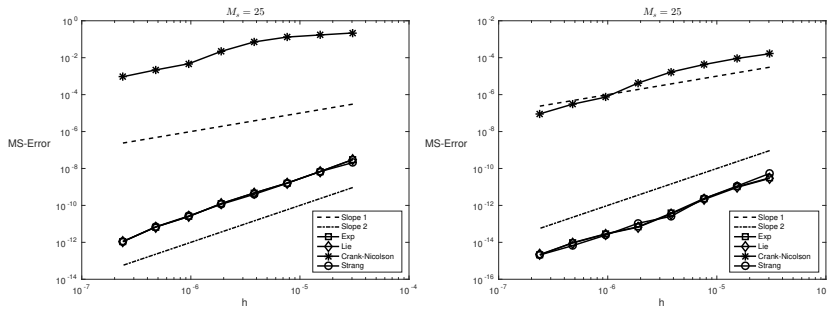 M_s = 25
10^0
10^-2
10^-4
10^-6
10^-8
10^-10
10^-12
10^-14
MS-Error
10^-7
10^-6
10^-5
10^-4
h
Slope 1
Slope 2
Exp
Lie
Crank-Nicolson
Strang
M_s = 25
10^-2
10^-4
10^-6
10^-8
10^-10
10^-12
10^-14
10^-16
MS-Error
10^-7
10^-6
10^-5
h
Slope 1
Slope 2
Exp
Lie
Crank-Nicolson
Strang